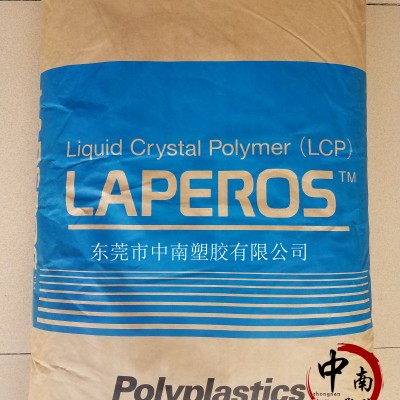 Liquid Crystal Polymer (LCP)
LAPEROS™
东莞市中南塑胶有限公司
Polyplastics
中南
zhongnan